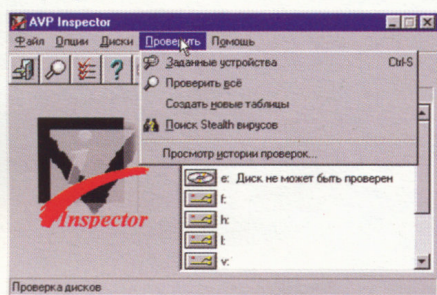 AVP Inspector
Файл Опции Диски Проверить Помощь
Заданные устройства Ctrl-S
Проверить всё
Создать новые таблицы
Поиск Stealth вирусов
Просмотр истории проверок...
?
e: Диск не может быть проверен
f:
h:
l:
v:
Inspector
Проверка дисков